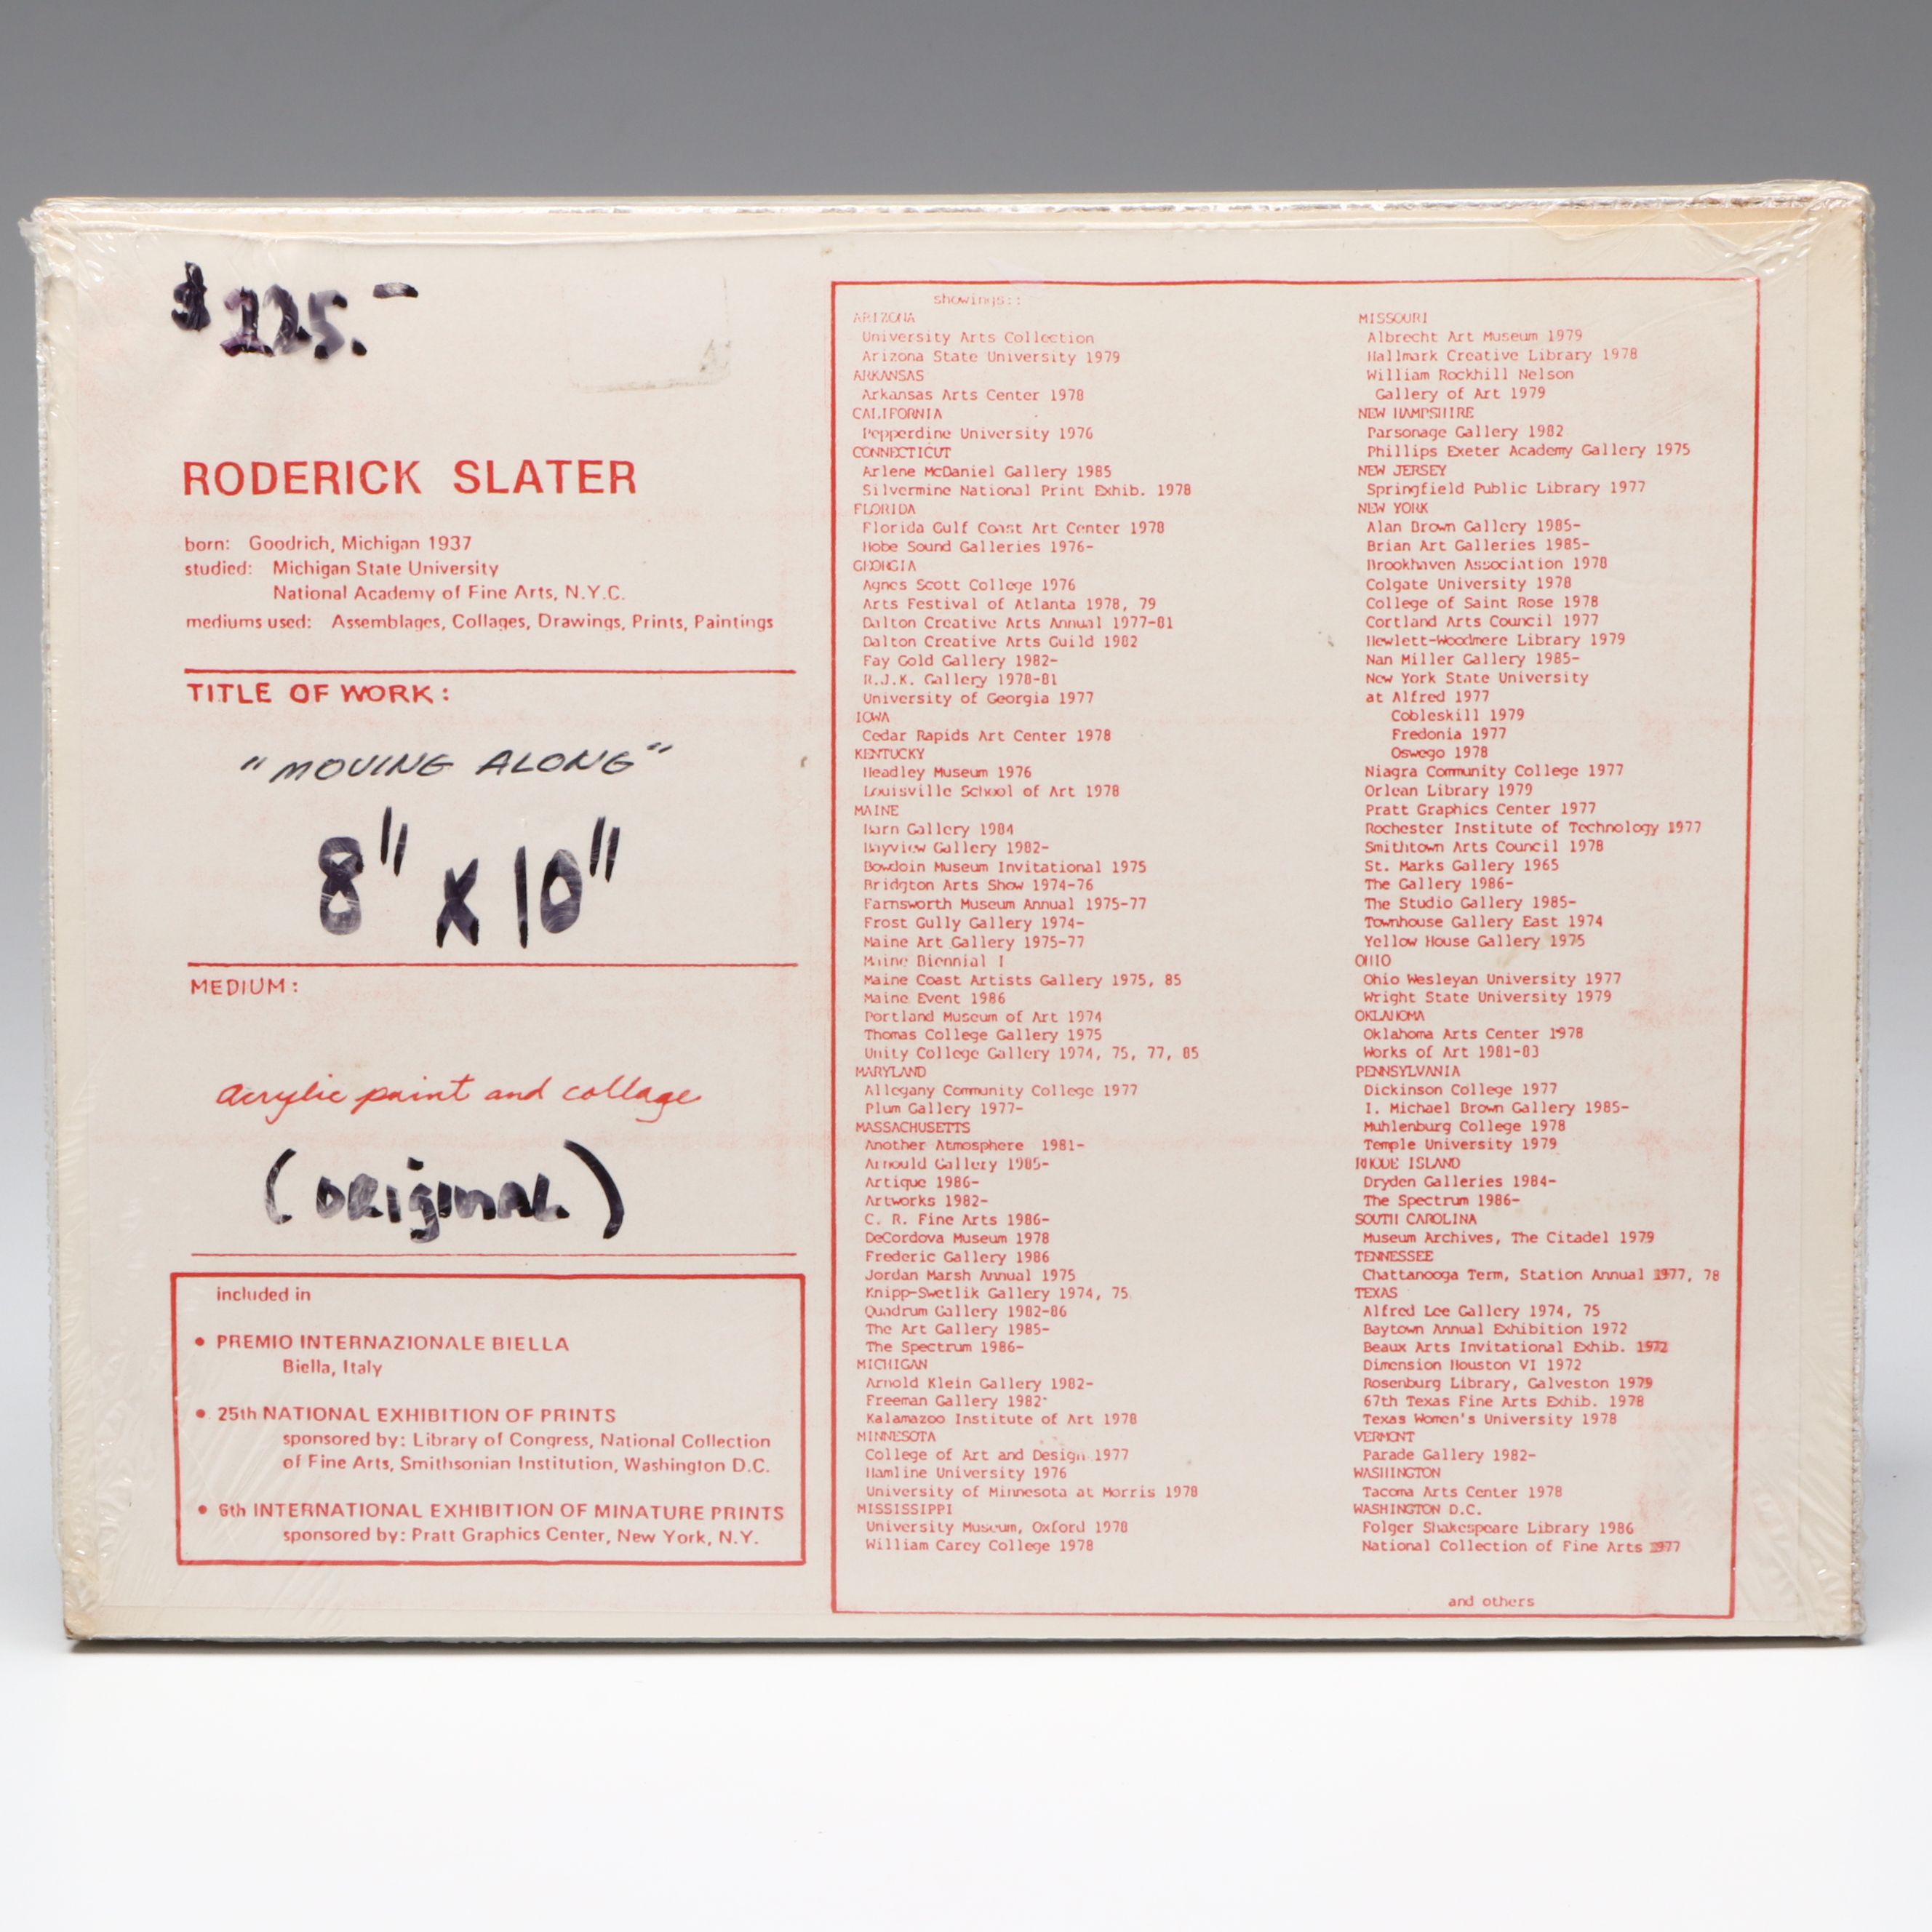 $ 225.-
RODERICK SLATER
born: Goodrich, Michigan 1937
studied: Michigan State University
National Academy of Fine Arts, N.Y.C.
mediums used: Assemblages, Collages, Drawings, Prints, Paintings
TITLE OF WORK:
"MOVING ALONG"
8" x 10"
MEDIUM:
acrylic paint and collage
(ORIGINAL)
included in
• PREMIO INTERNAZIONALE BIELLA
Biella, Italy
• 25th NATIONAL EXHIBITION OF PRINTS
sponsored by: Library of Congress, National Collection
of Fine Arts, Smithsonian Institution, Washington D.C.
• 6th INTERNATIONAL EXHIBITION OF MINATURE PRINTS
sponsored by: Pratt Graphics Center, New York, N.Y.
showings::
ARIZONA
University Arts Collection
Arizona State University 1979
ARKANSAS
Arkansas Arts Center 1978
CALIFORNIA
Pepperdine University 1976
CONNECTICUT
Arlene McDaniel Gallery 1985
Silvermine National Print Exhib. 1978
FLORIDA
Florida Gulf Coast Art Center 1978
Hobe Sound Galleries 1976-
GEORGIA
Agnes Scott College 1976
Arts Festival of Atlanta 1978, 79
Dalton Creative Arts Annual 1977-81
Dalton Creative Arts Guild 1982
Fay Gold Gallery 1982-
R.J.K. Gallery 1978-81
University of Georgia 1977
IOWA
Cedar Rapids Art Center 1978
KENTUCKY
Headley Museum 1976
Louisville School of Art 1978
MAINE
Barn Gallery 1984
Bayview Gallery 1982-
Bowdoin Museum Invitational 1975
Bridgton Arts Show 1974-76
Farnsworth Museum Annual 1975-77
Frost Gully Gallery 1974-
Maine Art Gallery 1975-77
Maine Biennial I
Maine Coast Artists Gallery 1975, 85
Maine Event 1986
Portland Museum of Art 1974
Thomas College Gallery 1975
Unity College Gallery 1974, 75, 77, 85
MARYLAND
Allegany Community College 1977
Plum Gallery 1977-
MASSACHUSETTS
Another Atmosphere 1981-
Arnould Gallery 1985-
Artique 1986-
Artworks 1982-
C. R. Fine Arts 1986-
DeCordova Museum 1978
Frederic Gallery 1986
Jordan Marsh Annual 1975
Knipp-Swetlik Gallery 1974, 75
Quadrum Gallery 1982-86
The Art Gallery 1985-
The Spectrum 1986-
MICHIGAN
Arnold Klein Gallery 1982-
Freeman Gallery 1982-
Kalamazoo Institute of Art 1978
MINNESOTA
College of Art and Design 1977
Hamline University 1976
University of Minnesota at Morris 1978
MISSISSIPPI
University Museum, Oxford 1978
William Carey College 1978
MISSOURI
Albrecht Art Museum 1979
Hallmark Creative Library 1978
William Rockhill Nelson
Gallery of Art 1979
NEW HAMPSHIRE
Parsonage Gallery 1982
Phillips Exeter Academy Gallery 1975
NEW JERSEY
Springfield Public Library 1977
NEW YORK
Alan Brown Gallery 1985-
Brian Art Galleries 1985-
Brookhaven Association 1978
Colgate University 1978
College of Saint Rose 1978
Cortland Arts Council 1977
Hewlett-Woodmere Library 1979
Nan Miller Gallery 1985-
New York State University
at Alfred 1977
Cobleskill 1979
Fredonia 1977
Oswego 1978
Niagra Community College 1977
Orlean Library 1979
Pratt Graphics Center 1977
Rochester Institute of Technology 1977
Smithtown Arts Council 1978
St. Marks Gallery 1965
The Gallery 1986-
The Studio Gallery 1985-
Townhouse Gallery East 1974
Yellow House Gallery 1975
OHIO
Ohio Wesleyan University 1977
Wright State University 1979
OKLAHOMA
Oklahoma Arts Center 1978
Works of Art 1981-83
PENNSYLVANIA
Dickinson College 1977
I. Michael Brown Gallery 1985-
Muhlenburg College 1978
Temple University 1979
RHODE ISLAND
Dryden Galleries 1984-
The Spectrum 1986-
SOUTH CAROLINA
Museum Archives, The Citadel 1979
TENNESSEE
Chattanooga Term, Station Annual 1977, 78
TEXAS
Alfred Lee Gallery 1974, 75
Baytown Annual Exhibition 1972
Beaux Arts Invitational Exhib. 1972
Dimension Houston VI 1972
Rosenburg Library, Galveston 1979
67th Texas Fine Arts Exhib. 1978
Texas Women's University 1978
VERMONT
Parade Gallery 1982-
WASHINGTON
Tacoma Arts Center 1978
WASHINGTON D.C.
Folger Shakespeare Library 1986
National Collection of Fine Arts 1977
and others